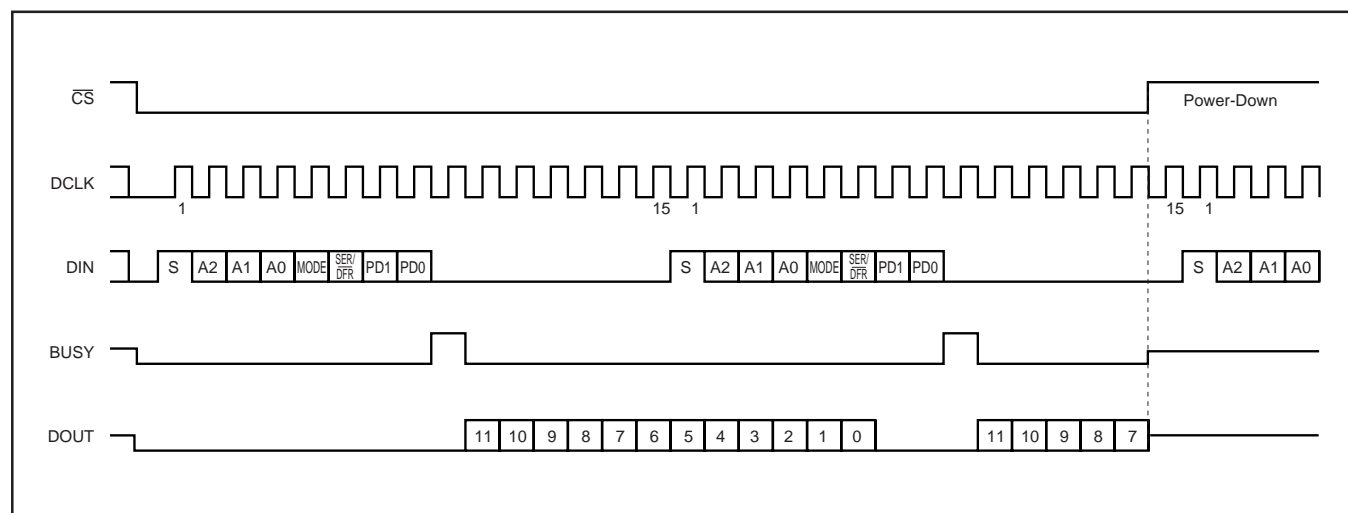 CS
Power-Down
DCLK
1 15 1 15 1
DIN
S A2 A1 A0 MODE SER/DFR PD1 PD0 S A2 A1 A0 MODE SER/DFR PD1 PD0 S A2 A1 A0
BUSY
DOUT
11 10 9 8 7 6 5 4 3 2 1 0 11 10 9 8 7